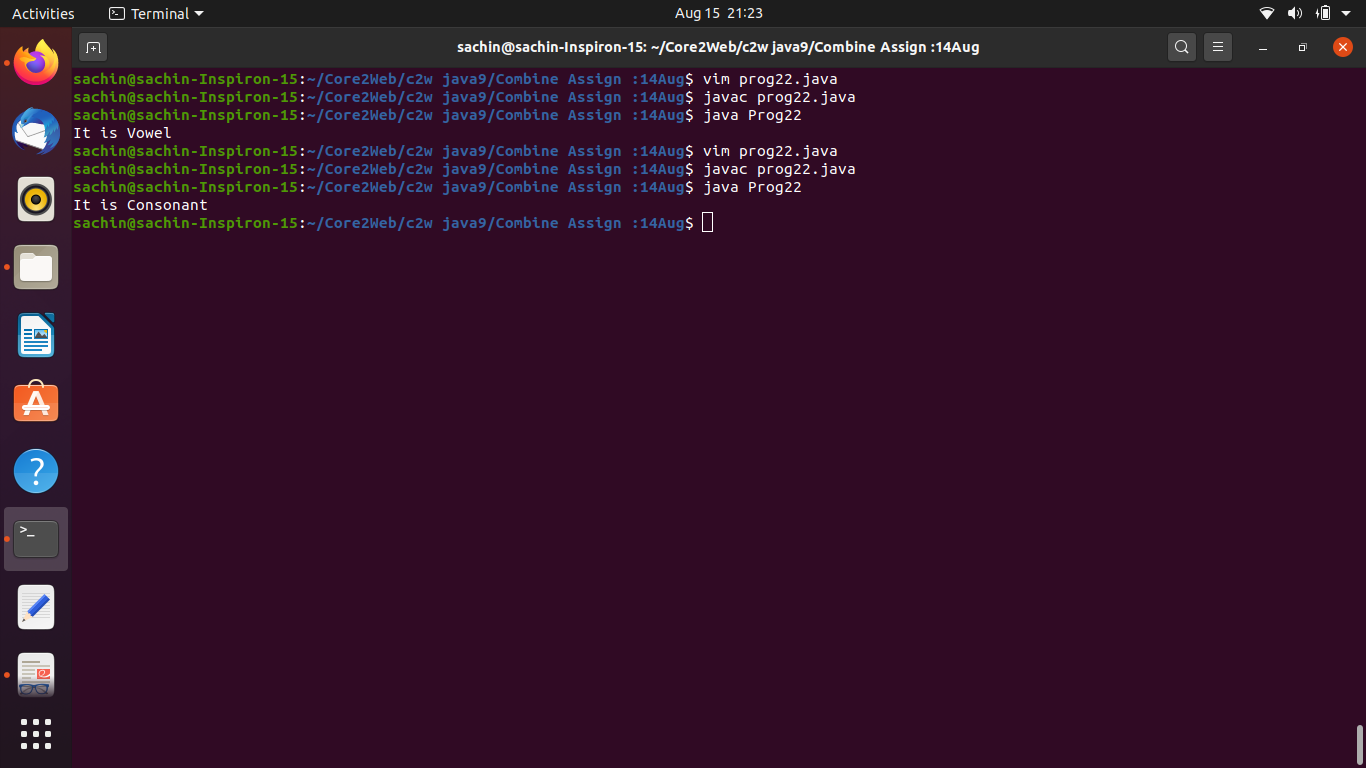 Activities Terminal Aug 15 21:23
sachin@sachin-Inspiron-15: ~/Core2Web/c2w java9/Combine Assign :14Aug
sachin@sachin-Inspiron-15:~/Core2Web/c2w java9/Combine Assign :14Aug$ vim prog22.java
sachin@sachin-Inspiron-15:~/Core2Web/c2w java9/Combine Assign :14Aug$ javac prog22.java
sachin@sachin-Inspiron-15:~/Core2Web/c2w java9/Combine Assign :14Aug$ java Prog22
It is Vowel
sachin@sachin-Inspiron-15:~/Core2Web/c2w java9/Combine Assign :14Aug$ vim prog22.java
sachin@sachin-Inspiron-15:~/Core2Web/c2w java9/Combine Assign :14Aug$ javac prog22.java
sachin@sachin-Inspiron-15:~/Core2Web/c2w java9/Combine Assign :14Aug$ java Prog22
It is Consonant
sachin@sachin-Inspiron-15:~/Core2Web/c2w java9/Combine Assign :14Aug$